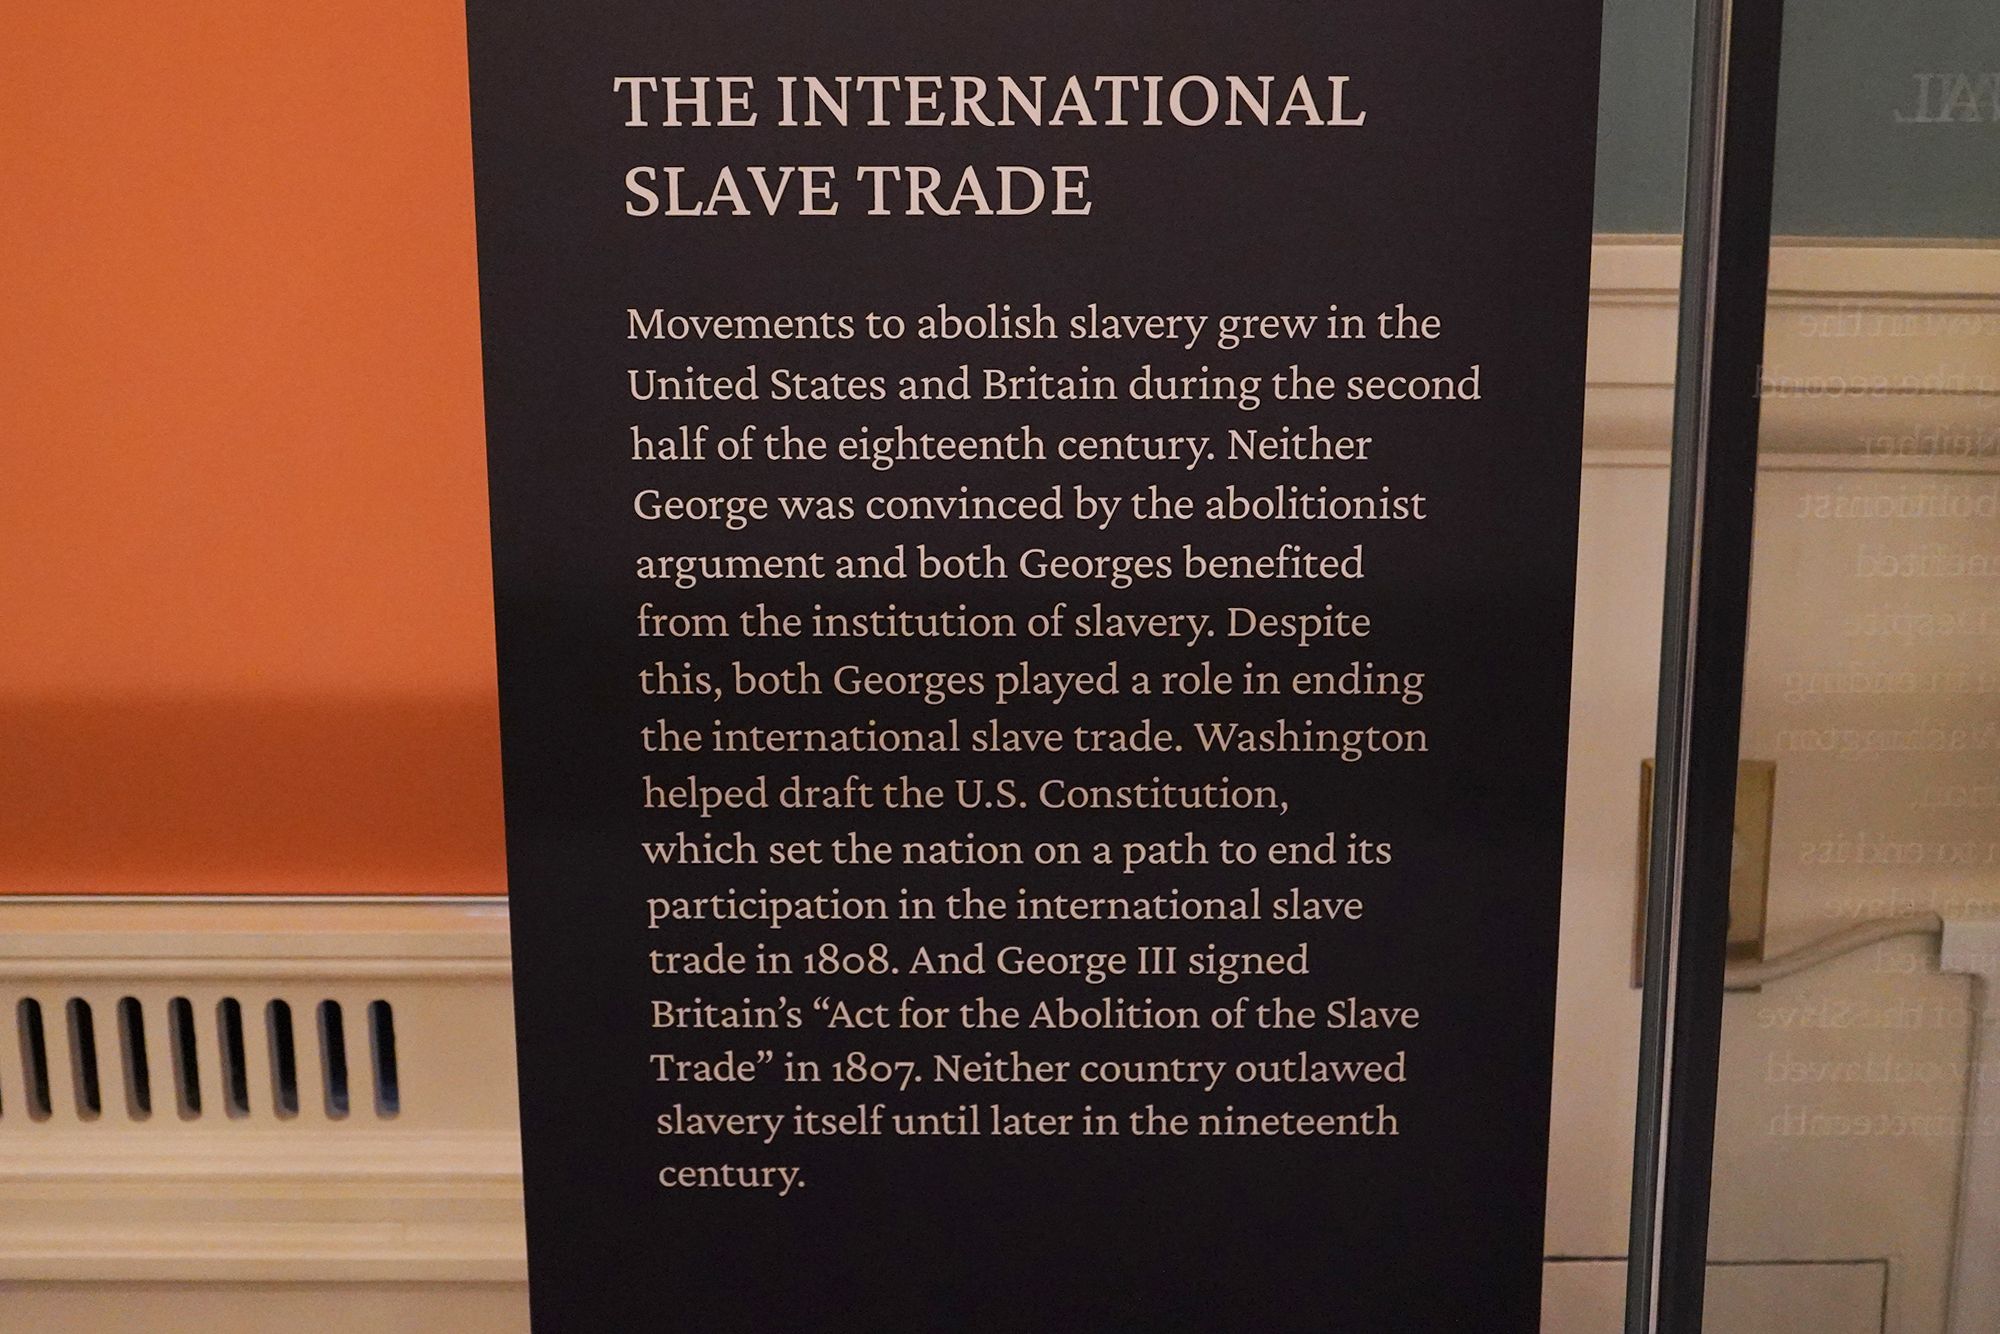 THE INTERNATIONAL
SLAVE TRADE
Movements to abolish slavery grew in the
United States and Britain during the second
half of the eighteenth century. Neither
George was convinced by the abolitionist
argument and both Georges benefited
from the institution of slavery. Despite
this, both Georges played a role in ending
the international slave trade. Washington
helped draft the U.S. Constitution,
which set the nation on a path to end its
participation in the international slave
trade in 1808. And George III signed
Britain's “Act for the Abolition of the Slave
Trade” in 1807. Neither country outlawed
slavery itself until later in the nineteenth
century.